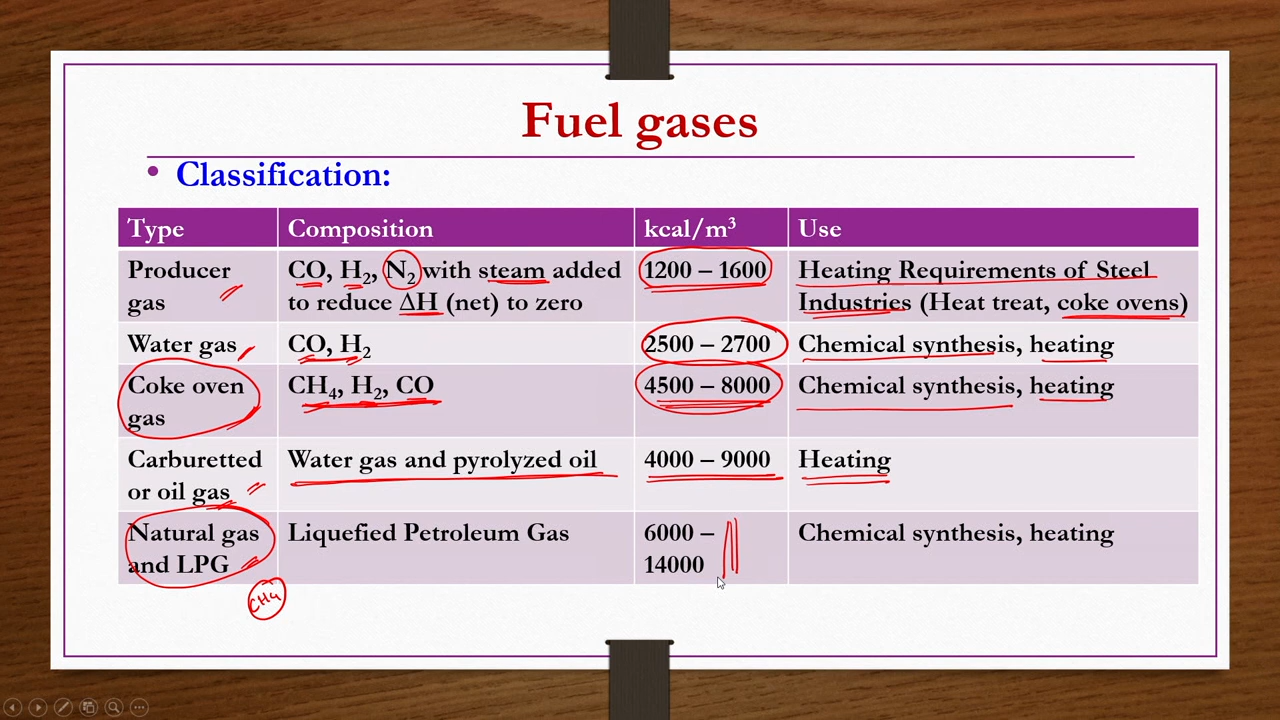 Fuel gases
• Classification:
Type Composition kcal/m³ Use
Producer gas CO, H₂, N₂ with steam added to reduce ΔH (net) to zero 1200 – 1600 Heating Requirements of Steel Industries (Heat treat, coke ovens)
Water gas CO, H₂ 2500 – 2700 Chemical synthesis, heating
Coke oven gas CH₄, H₂, CO 4500 – 8000 Chemical synthesis, heating
Carburetted or oil gas Water gas and pyrolyzed oil 4000 – 9000 Heating
Natural gas and LPG Liquefied Petroleum Gas 6000 – 14000 Chemical synthesis, heating
CH₄